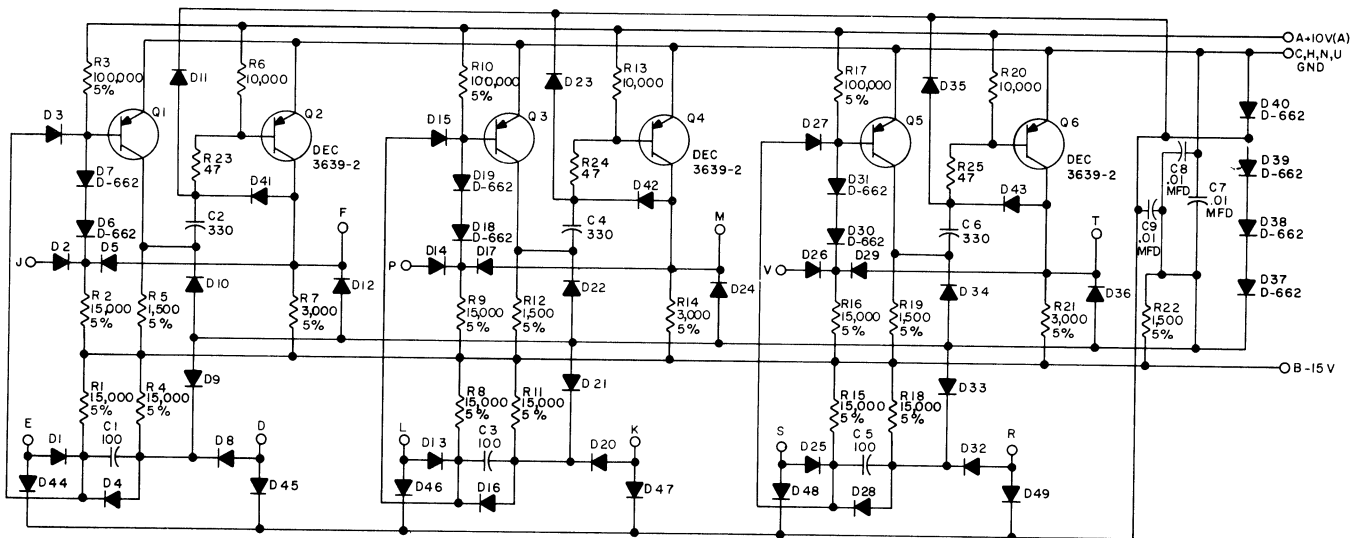 A+10V(A)
C,H,N,U
GND
R3
100,000
5%
D11
R6
10,000
R10
100,000
5%
D23
R13
10,000
R17
100,000
5%
D35
R20
10,000
D3
Q1
Q2
D15
Q3
Q4
D27
Q5
Q6
D40
D-662
DEC
3639-2
DEC
3639-2
DEC
3639-2
R23
47
R24
47
R25
47
C8
.01
MFD
C7
.01
MFD
D39
D-662
D7
D-662
D41
D19
D-662
D42
D31
D-662
D43
D6
D-662
C2
330
F
D18
D-662
C4
330
M
D30
D-662
C6
330
T
C9
.01
MFD
D38
D-662
J
D2
D5
P
D14
D17
V
D26
D29
D10
D12
D22
D24
D34
D36
D37
D-662
R2
15,000
5%
R5
1,500
5%
R7
3,000
5%
R9
15,000
5%
R12
1,500
5%
R14
3,000
5%
R16
15,000
5%
R19
1,500
5%
R21
3,000
5%
R22
1,500
5%
B-15V
D9
D21
D33
R1
15,000
5%
R4
15,000
5%
R8
15,000
5%
R11
15,000
5%
R15
15,000
5%
R18
15,000
5%
E
D1
C1
100
D8
D
L
D13
C3
100
D20
K
S
D25
C5
100
D32
R
D44
D4
D45
D46
D16
D47
D48
D28
D49